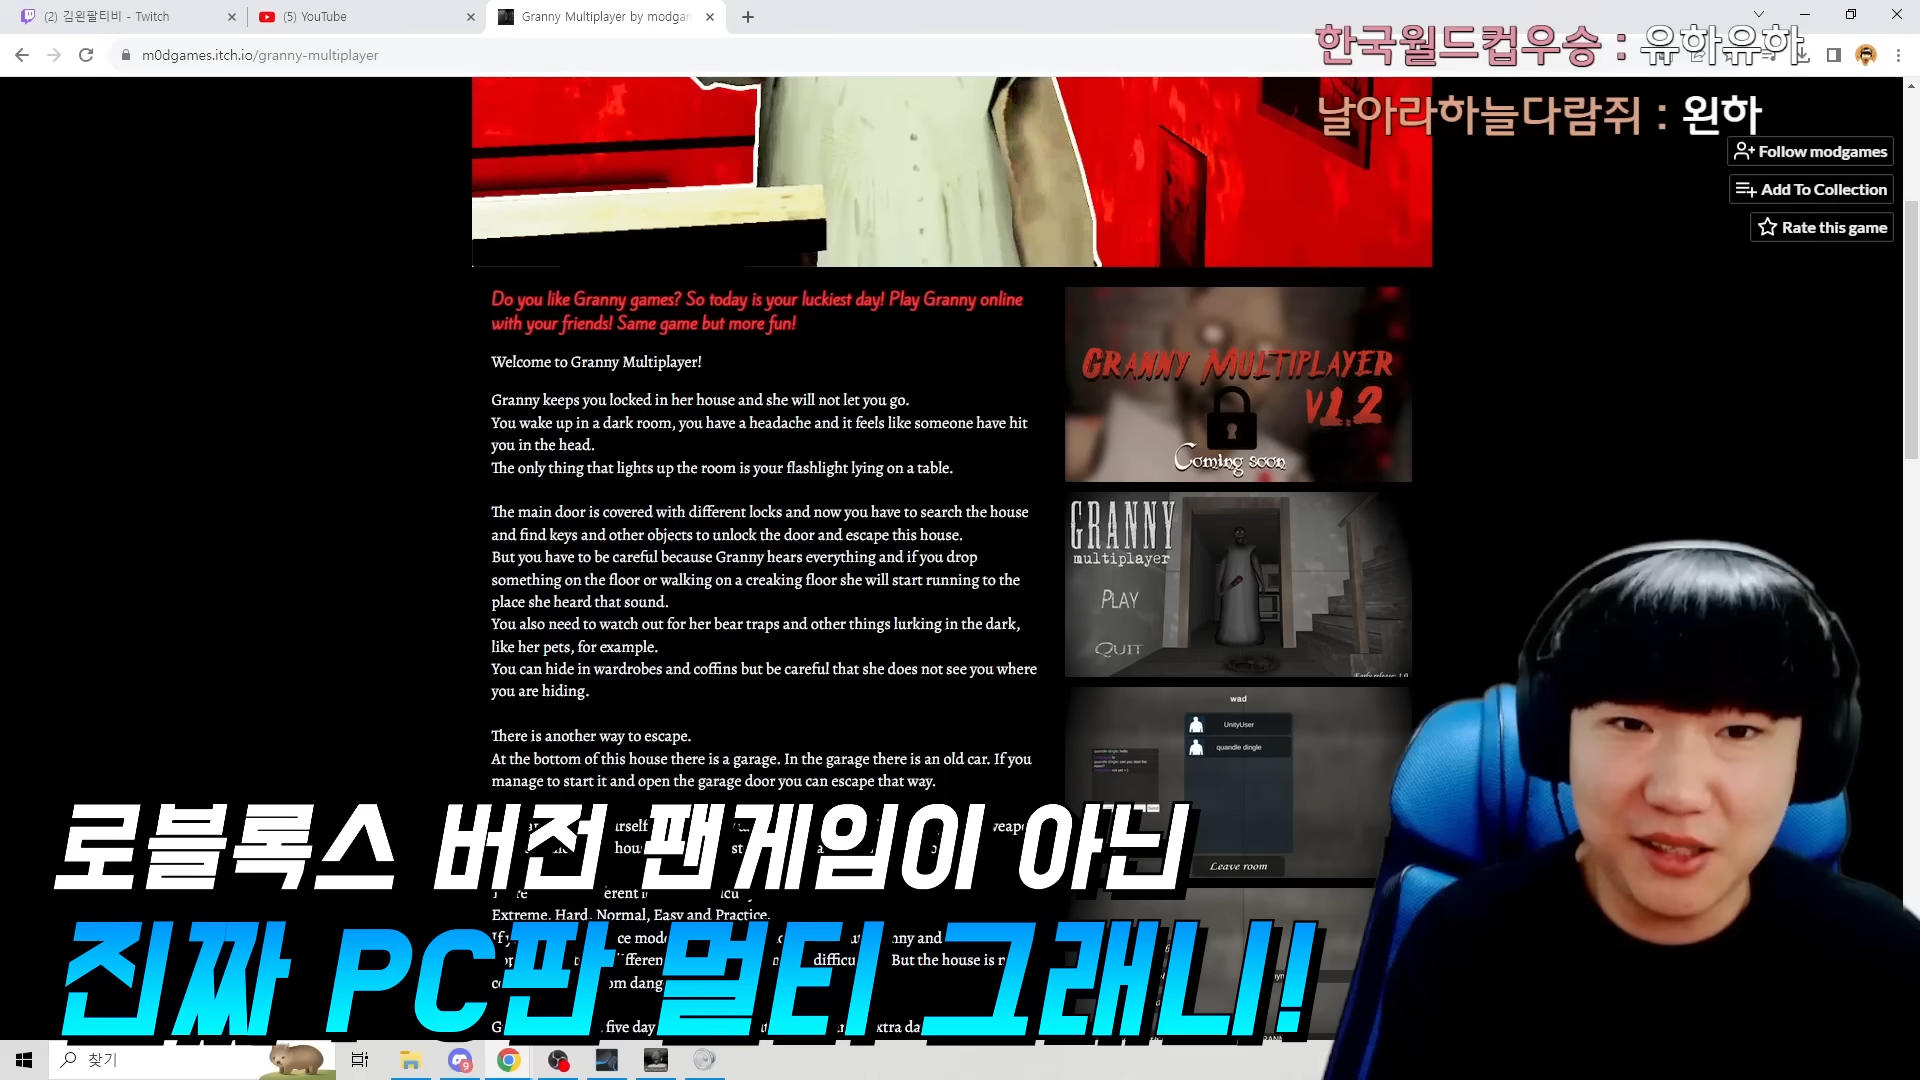 (2) 김왼팔티비 - Twitch
(5) YouTube
Granny Multiplayer by modgam
m0dgames.itch.io/granny-multiplayer
한국월드컵우승 : 유하유하
날아라하늘다람쥐 : 왼하
Follow modgames
Add To Collection
Rate this game
Do you like Granny games? So today is your luckiest day! Play Granny online
with your friends! Same game but more fun!
Welcome to Granny Multiplayer!
Granny keeps you locked in her house and she will not let you go.
You wake up in a dark room, you have a headache and it feels like someone have hit
you in the head.
The only thing that lights up the room is your flashlight lying on a table.
The main door is covered with different locks and now you have to search the house
and find keys and other objects to unlock the door and escape this house.
But you have to be careful because Granny hears everything and if you drop
something on the floor or walking on a creaking floor she will start running to the
place she heard that sound.
You also need to watch out for her bear traps and other things lurking in the dark,
like her pets, for example.
You can hide in wardrobes and coffins but be careful that she does not see you where
you are hiding.
There is another way to escape.
At the bottom of this house there is a garage. In the garage there is an old car. If you
manage to start it and open the garage door you can escape that way.
Extreme, Hard, Normal, Easy and Practice.
GRANNY MULTIPLAYER
V1.2
Coming soon
GRANNY
multiplayer
PLAY
QUIT
Early release: 1.0
wad
UnityUser
quandle dingle
Leave room
로블록스 버전 팬게임이 아닌
진짜 PC판 멀티 그래니!
찾기
9